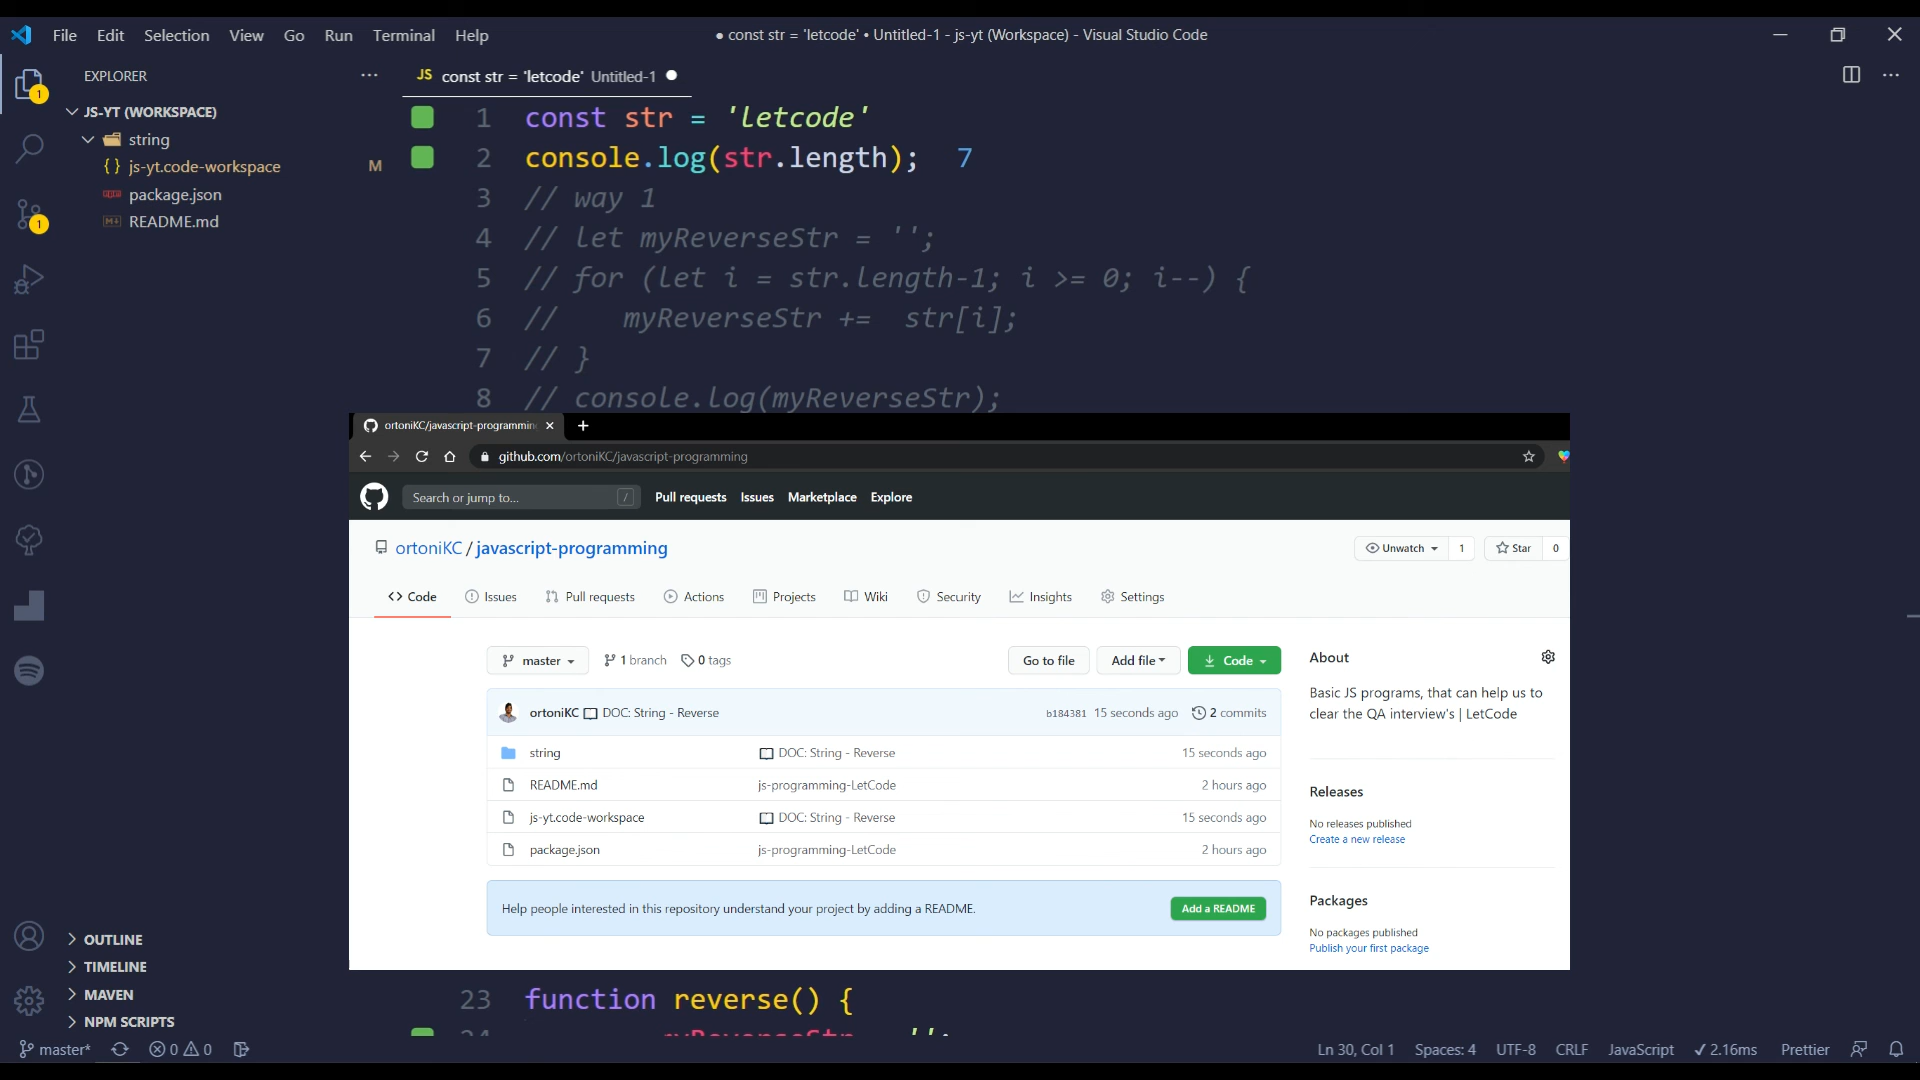 File Edit Selection View Go Run Terminal Help
● const str = 'letcode' • Untitled-1 - js-yt (Workspace) - Visual Studio Code
EXPLORER
JS const str = 'letcode' Untitled-1
1
JS-YT (WORKSPACE)
string
{ } js-yt.code-workspace M
package.json
README.md
1
1 const str = 'letcode'
2 console.log(str.length); 7
3 // way 1
4 // let myReverseStr = '';
5 // for (let i = str.length-1; i >= 0; i--) {
6 // myReverseStr += str[i];
7 // }
8 // console.log(myReverseStr);
ortoniKC/javascript-programmin
github.com/ortoniKC/javascript-programming
Search or jump to... / Pull requests Issues Marketplace Explore
ortoniKC / javascript-programming
Unwatch 1 Star 0
Code Issues Pull requests Actions Projects Wiki Security Insights Settings
master 1 branch 0 tags Go to file Add file Code
ortoniKC DOC: String - Reverse b184381 15 seconds ago 2 commits
string DOC: String - Reverse 15 seconds ago
README.md js-programming-LetCode 2 hours ago
js-yt.code-workspace DOC: String - Reverse 15 seconds ago
package.json js-programming-LetCode 2 hours ago
Help people interested in this repository understand your project by adding a README. Add a README
About
Basic JS programs, that can help us to
clear the QA interview's | LetCode
Releases
No releases published
Create a new release
Packages
No packages published
Publish your first package
23 function reverse() {
OUTLINE
TIMELINE
MAVEN
NPM SCRIPTS
master* 0 0
Ln 30, Col 1 Spaces: 4 UTF-8 CRLF JavaScript ✓ 2.16ms Prettier